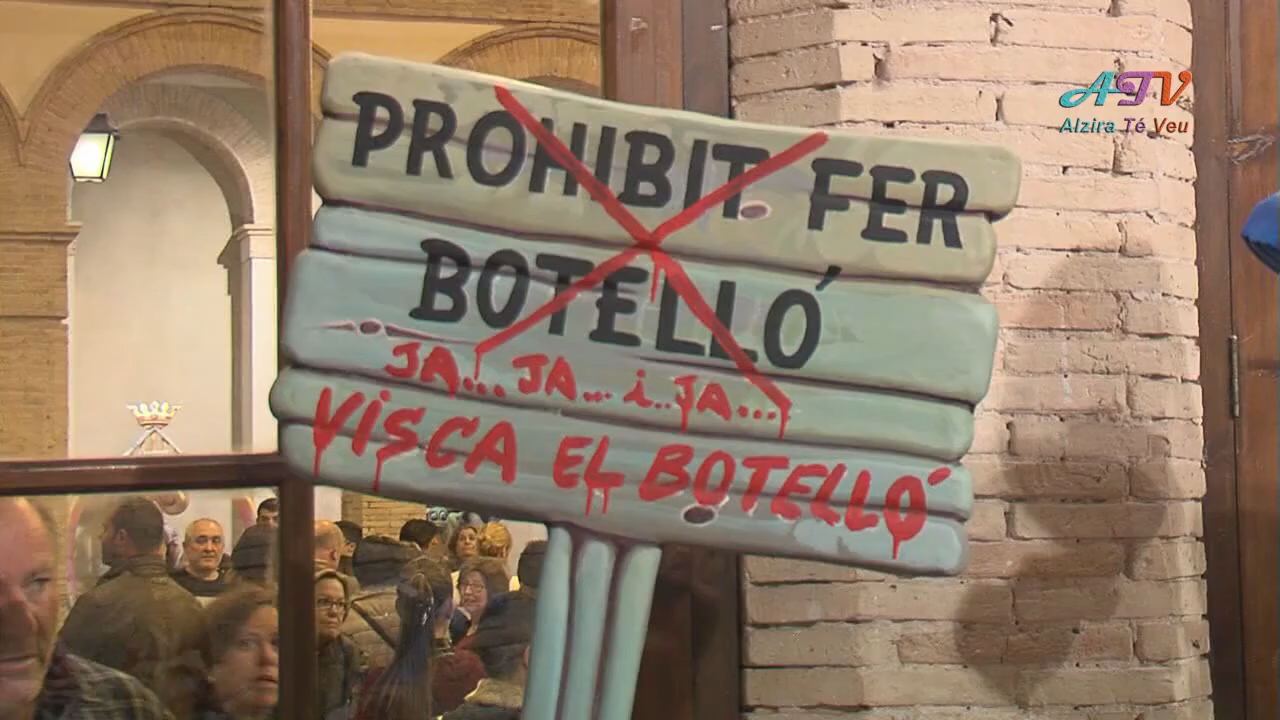 ATV
Alzira Té Veu
PROHIBIT FER
BOTELLÓ
JA... JA... i.. JA...
VISCA EL BOTELLÓ